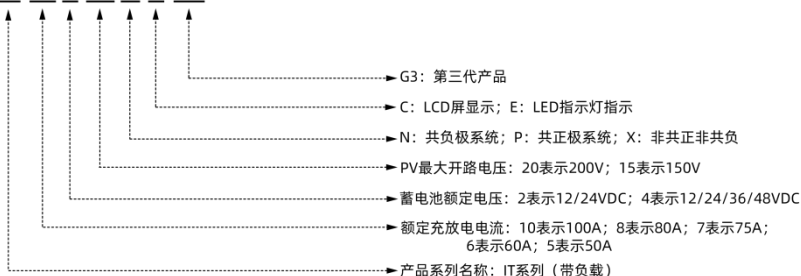 G3：第三代产品
C：LCD屏显示；E：LED指示灯指示
N：共负极系统；P：共正极系统；X：非共正非共负
PV最大开路电压：20表示200V；15表示150V
蓄电池额定电压：2表示12/24VDC；4表示12/24/36/48VDC
额定充放电电流：10表示100A；8表示80A；7表示75A；
6表示60A；5表示50A
产品系列名称：IT系列（带负载）